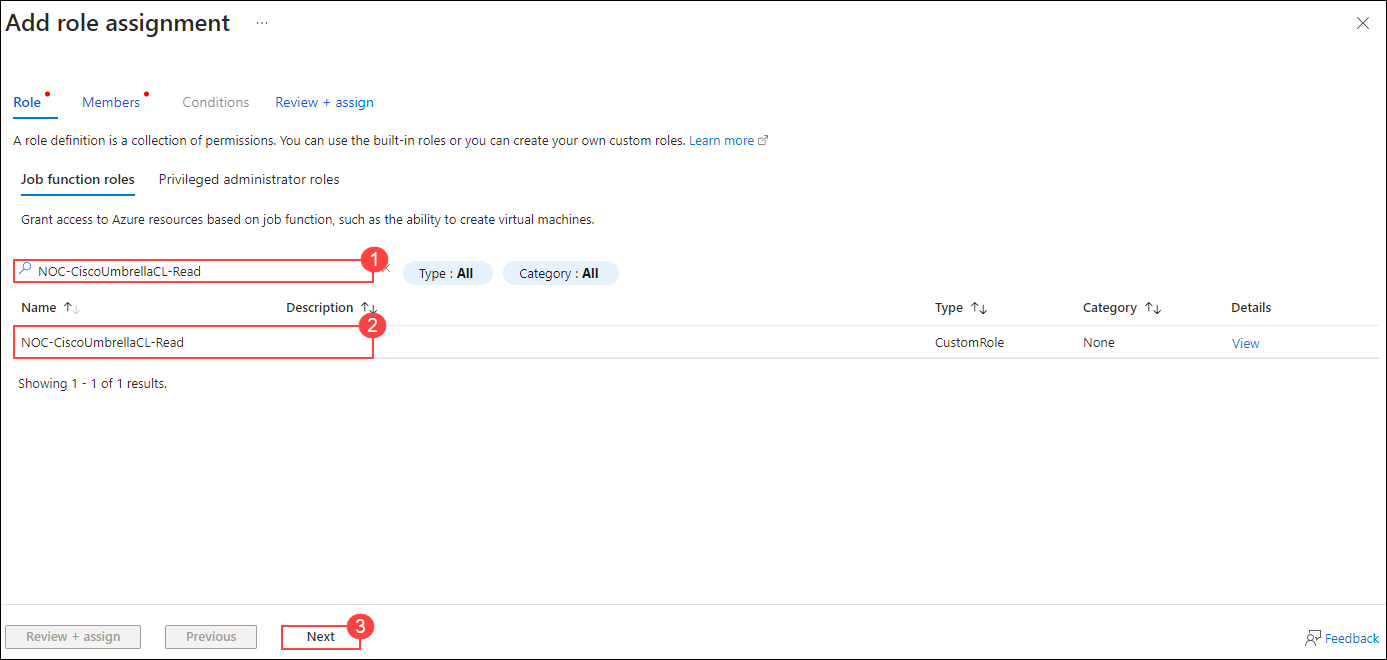 Add role assignment ...
Role Members Conditions Review + assign
A role definition is a collection of permissions. You can use the built-in roles or you can create your own custom roles. Learn more
Job function roles Privileged administrator roles
Grant access to Azure resources based on job function, such as the ability to create virtual machines.
NOC-CiscoUmbrellaCL-Read 1 Type : All Category : All
Name Description Type Category Details
2
NOC-CiscoUmbrellaCL-Read CustomRole None View
Showing 1 - 1 of 1 results.
Review + assign Previous Next 3
Feedback